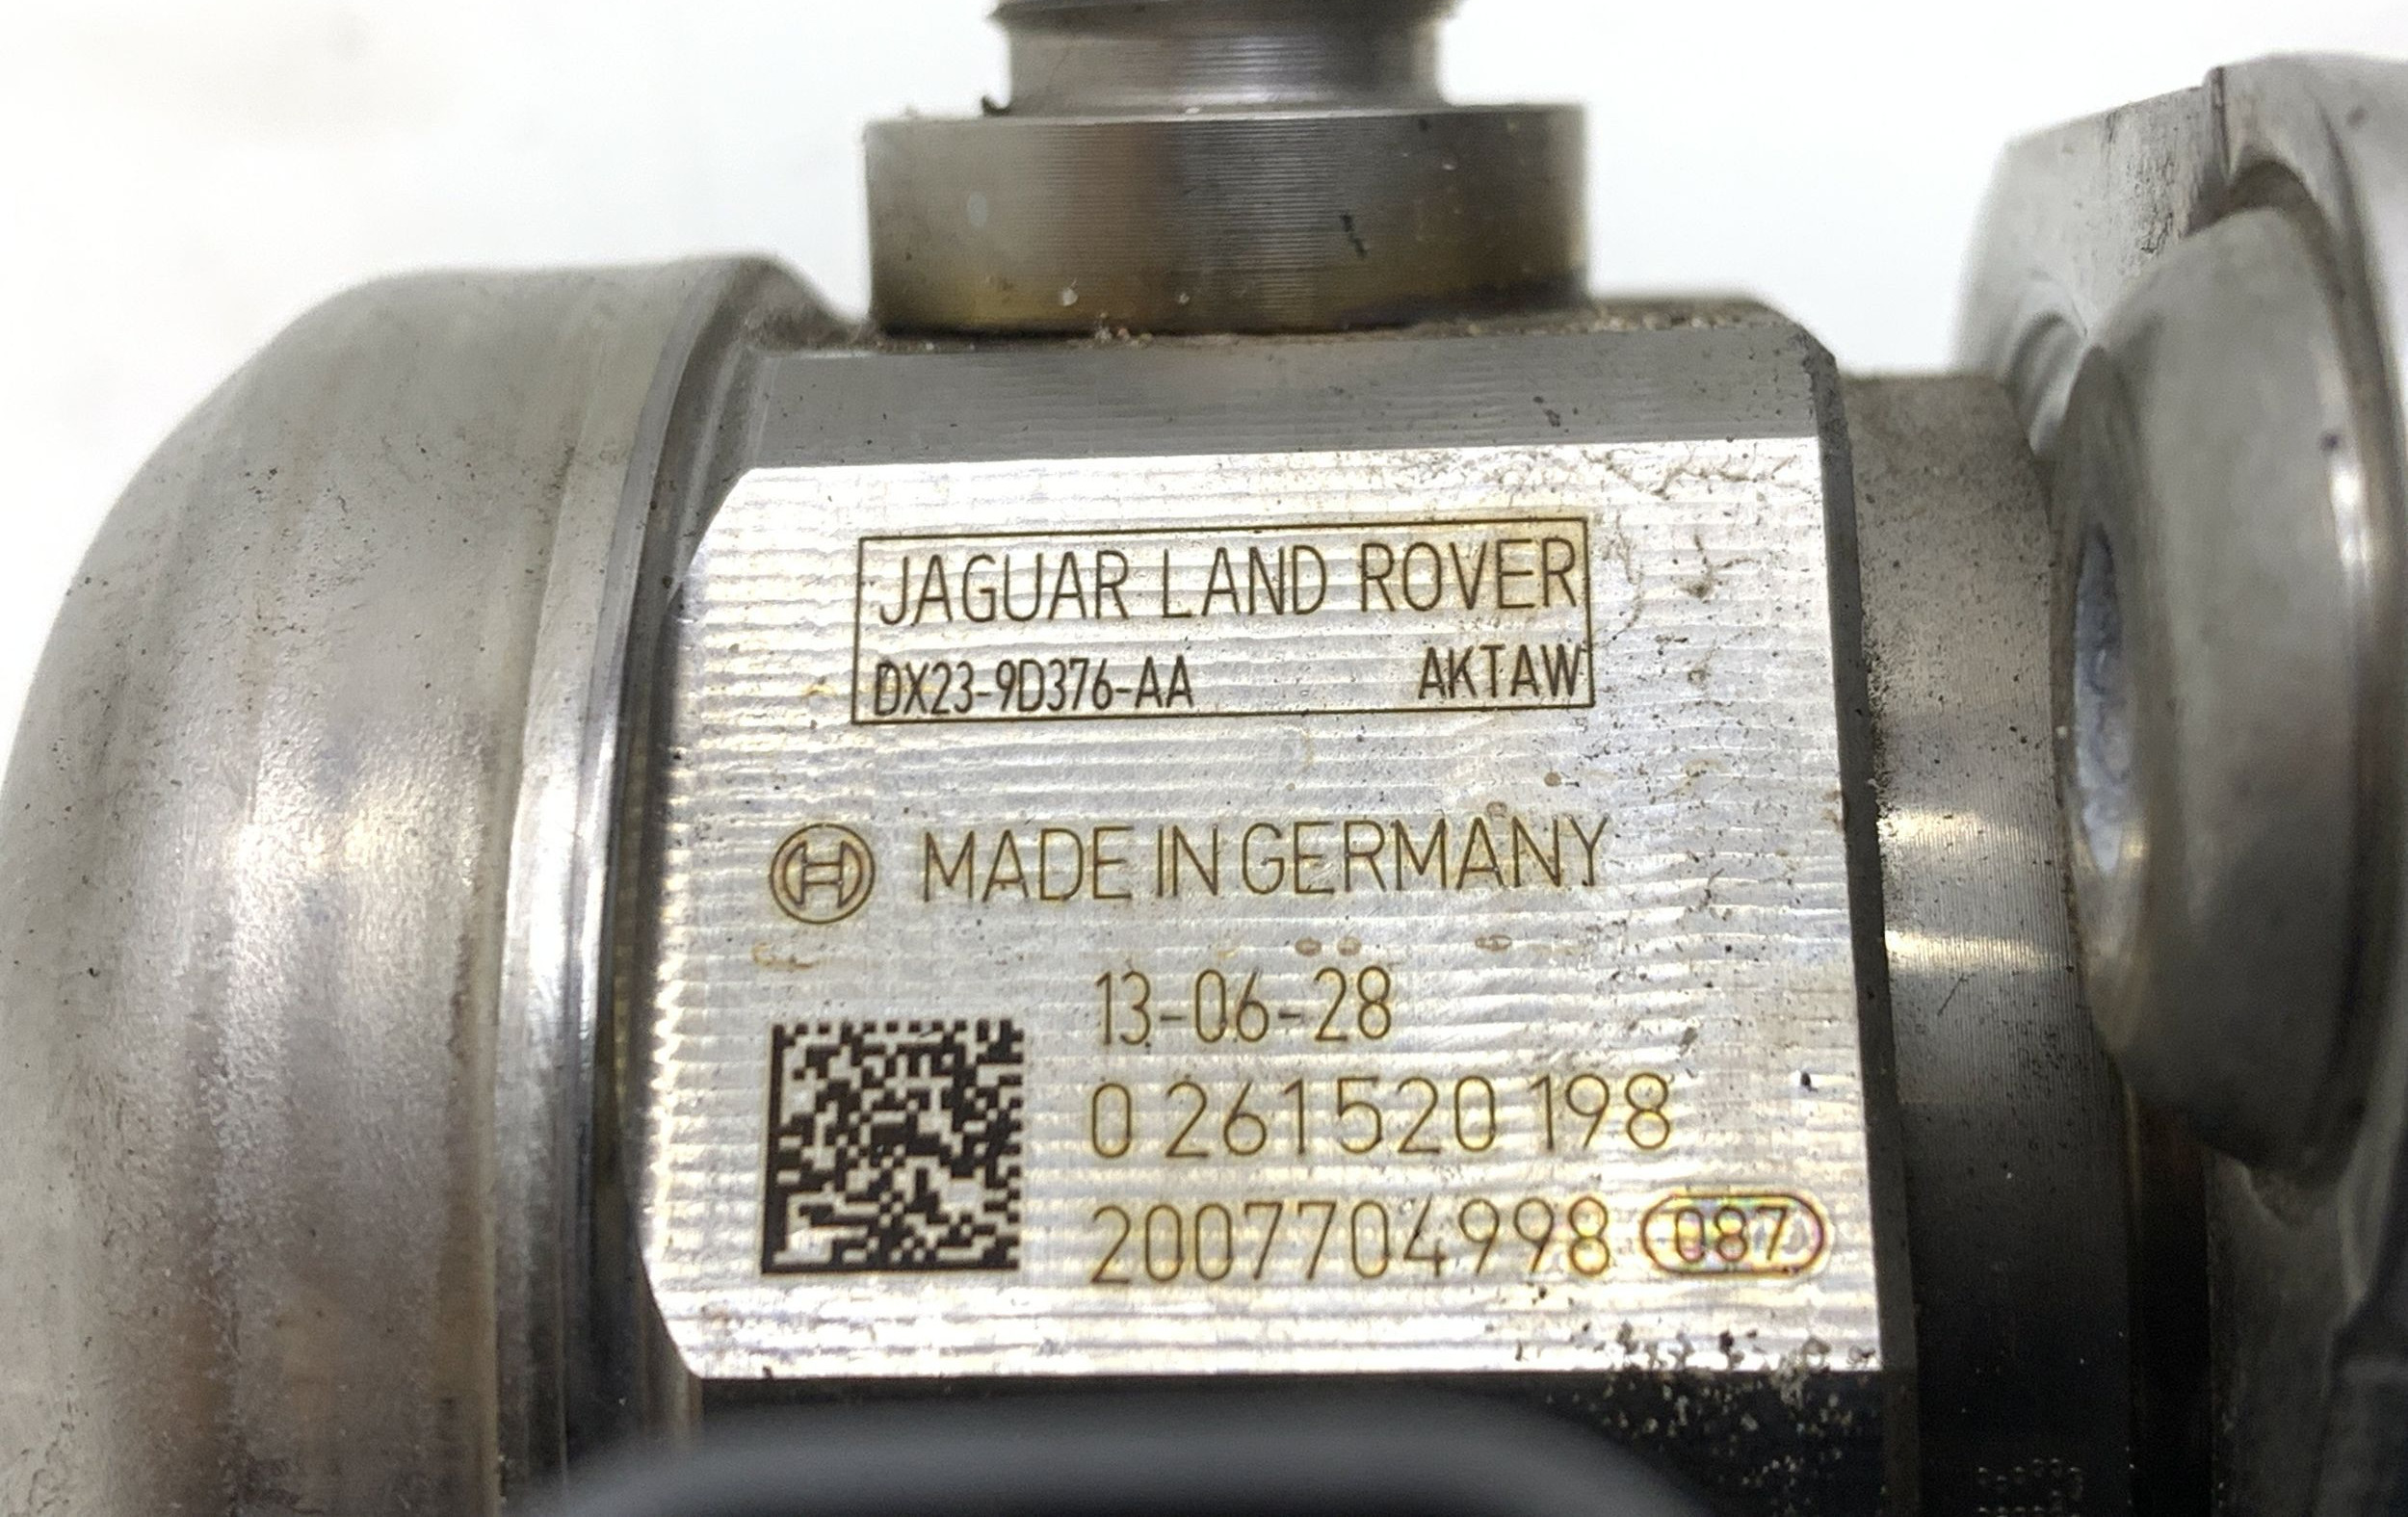 JAGUAR LAND ROVER
DX23-9D376-AA AKTAW
MADE IN GERMANY
13-06-28
0 261 520 198
2007704998 087